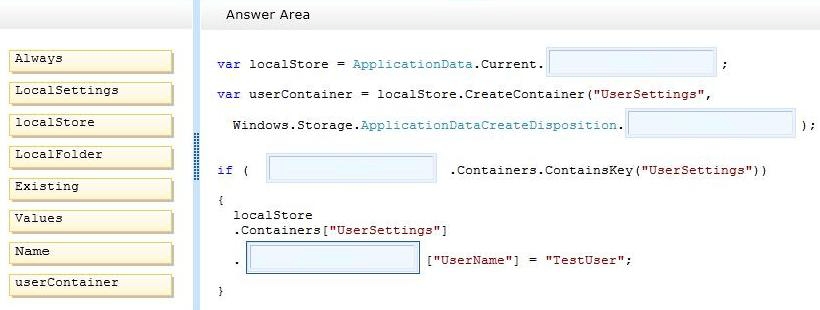 Answer Area
Always
LocalSettings
localStore
LocalFolder
Existing
Values
Name
userContainer
var localStore = ApplicationData.Current. ;
var userContainer = localStore.CreateContainer("UserSettings",
Windows.Storage.ApplicationDataCreateDisposition. );
if ( .Containers.ContainsKey("UserSettings"))
{
localStore
.Containers["UserSettings"]
. ["UserName"] = "TestUser";
}